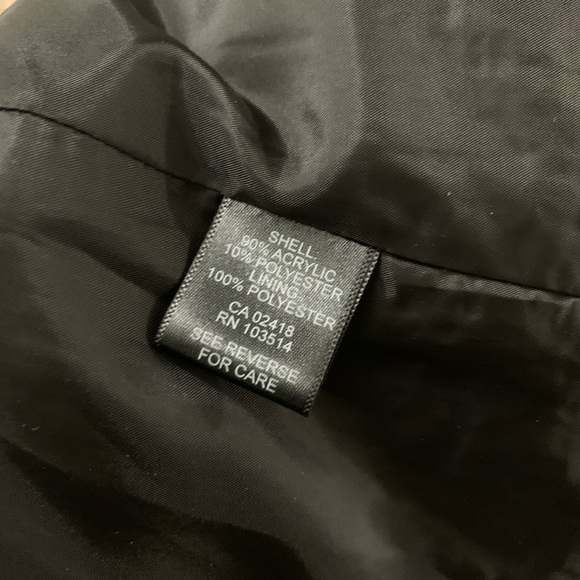 SHELL
90% ACRYLIC
10% POLYESTER
LINING
100% POLYESTER
CA 02418
RN 103514
SEE REVERSE
FOR CARE